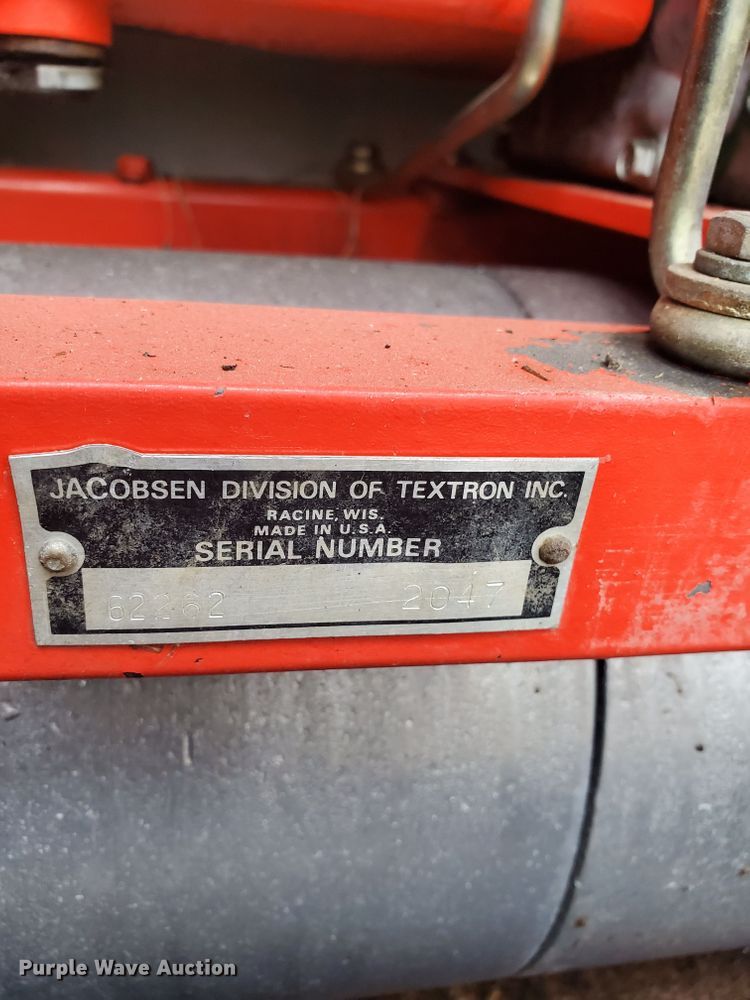 JACOBSEN DIVISION OF TEXTRON INC.
RACINE, WIS.
MADE IN U.S.A.
SERIAL NUMBER
62262 2047
Purple Wave Auction